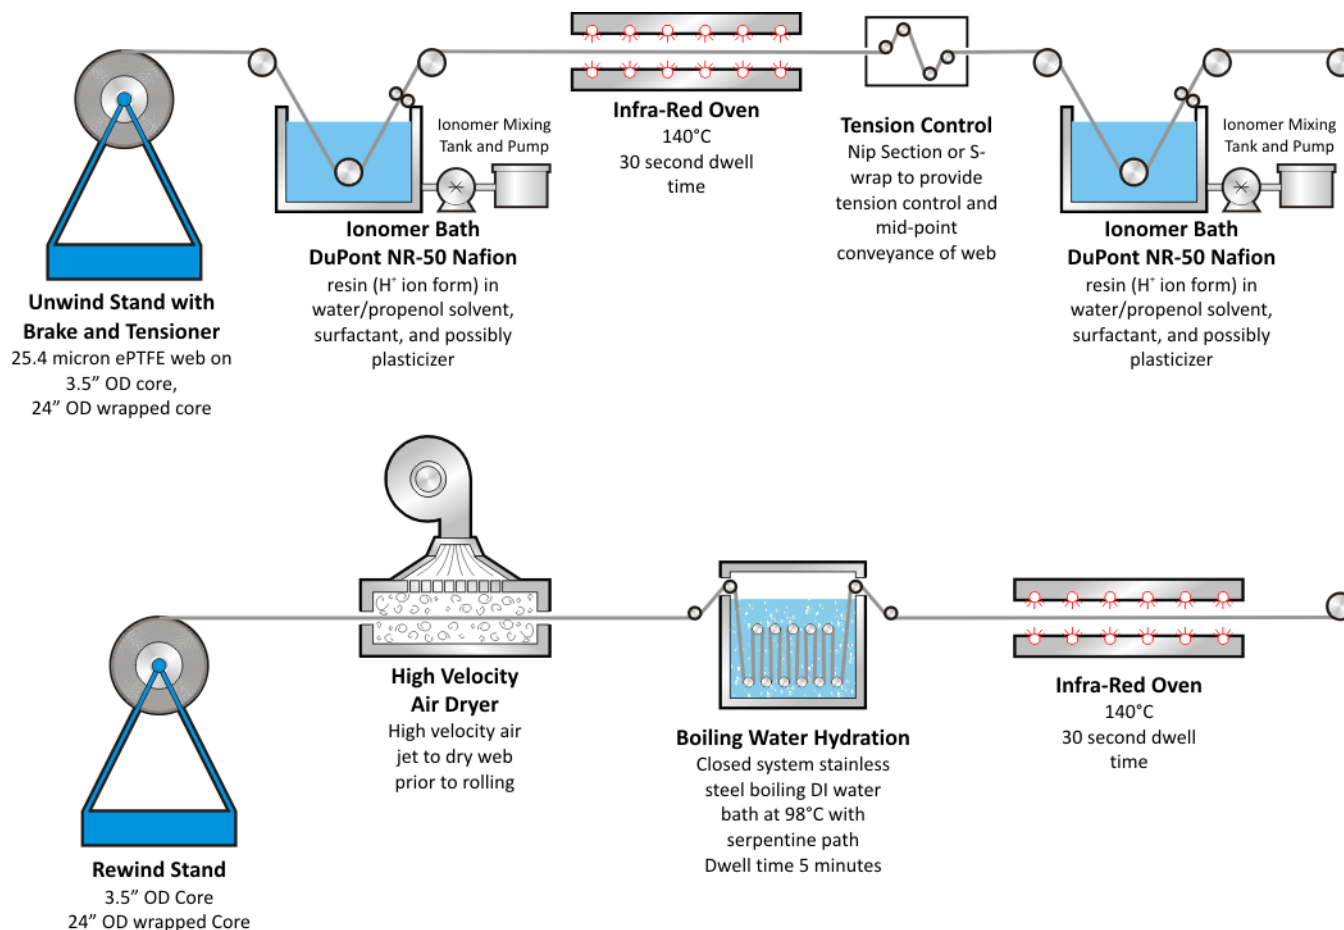 Unwind Stand with
Brake and Tensioner
25.4 micron ePTFE web on
3.5” OD core,
24” OD wrapped core
Ionomer Mixing
Tank and Pump
Ionomer Bath
DuPont NR-50 Nafion
resin (H⁺ ion form) in
water/propenol solvent,
surfactant, and possibly
plasticizer
Infra-Red Oven
140°C
30 second dwell
time
Tension Control
Nip Section or S-
wrap to provide
tension control and
mid-point
conveyance of web
Ionomer Mixing
Tank and Pump
Ionomer Bath
DuPont NR-50 Nafion
resin (H⁺ ion form) in
water/propenol solvent,
surfactant, and possibly
plasticizer
Rewind Stand
3.5” OD Core
24” OD wrapped Core
High Velocity
Air Dryer
High velocity air
jet to dry web
prior to rolling
Boiling Water Hydration
Closed system stainless
steel boiling DI water
bath at 98°C with
serpentine path
Dwell time 5 minutes
Infra-Red Oven
140°C
30 second dwell
time